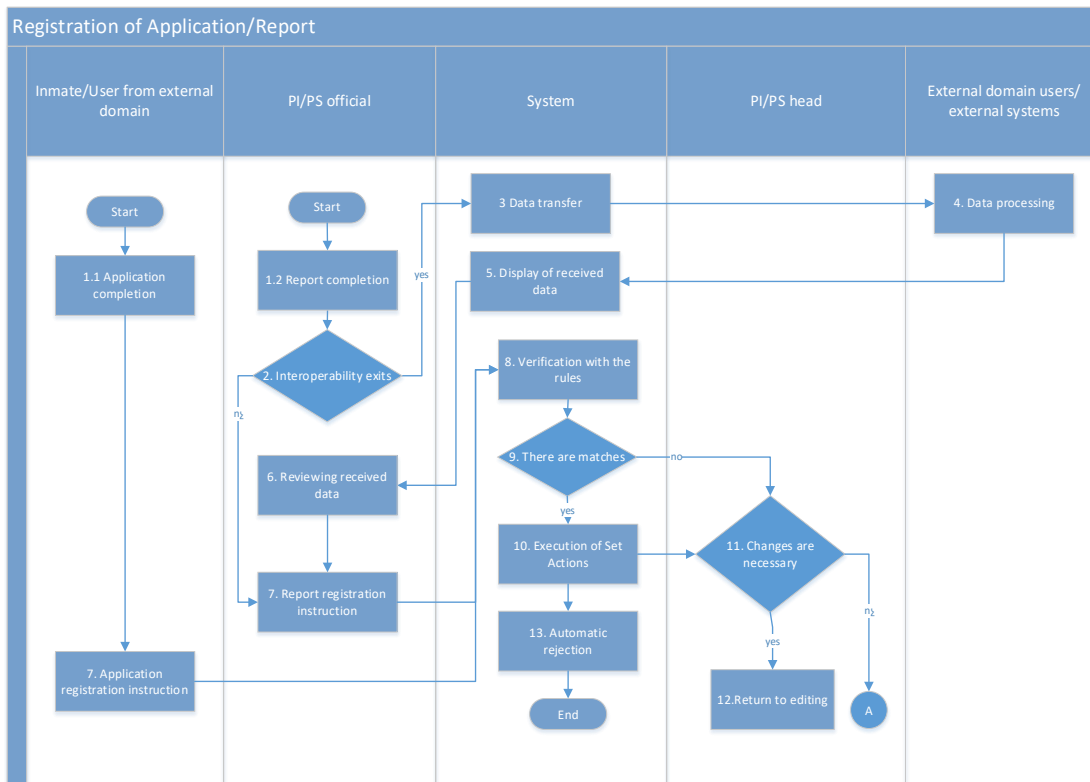 Registration of Application/Report
Inmate/User from external
domain
PI/PS official
System
PI/PS head
External domain users/
external systems
Start
1.1 Application
completion
7. Application
registration instruction
Start
1.2 Report completion
2. Interoperability exits
yes
6. Reviewing received
data
7. Report registration
instruction
3 Data transfer
5. Display of received
data
8. Verification with the
rules
9. There are matches
no
yes
10. Execution of Set
Actions
13. Automatic
rejection
End
11. Changes are
necessary
yes
12.Return to editing
A
4. Data processing